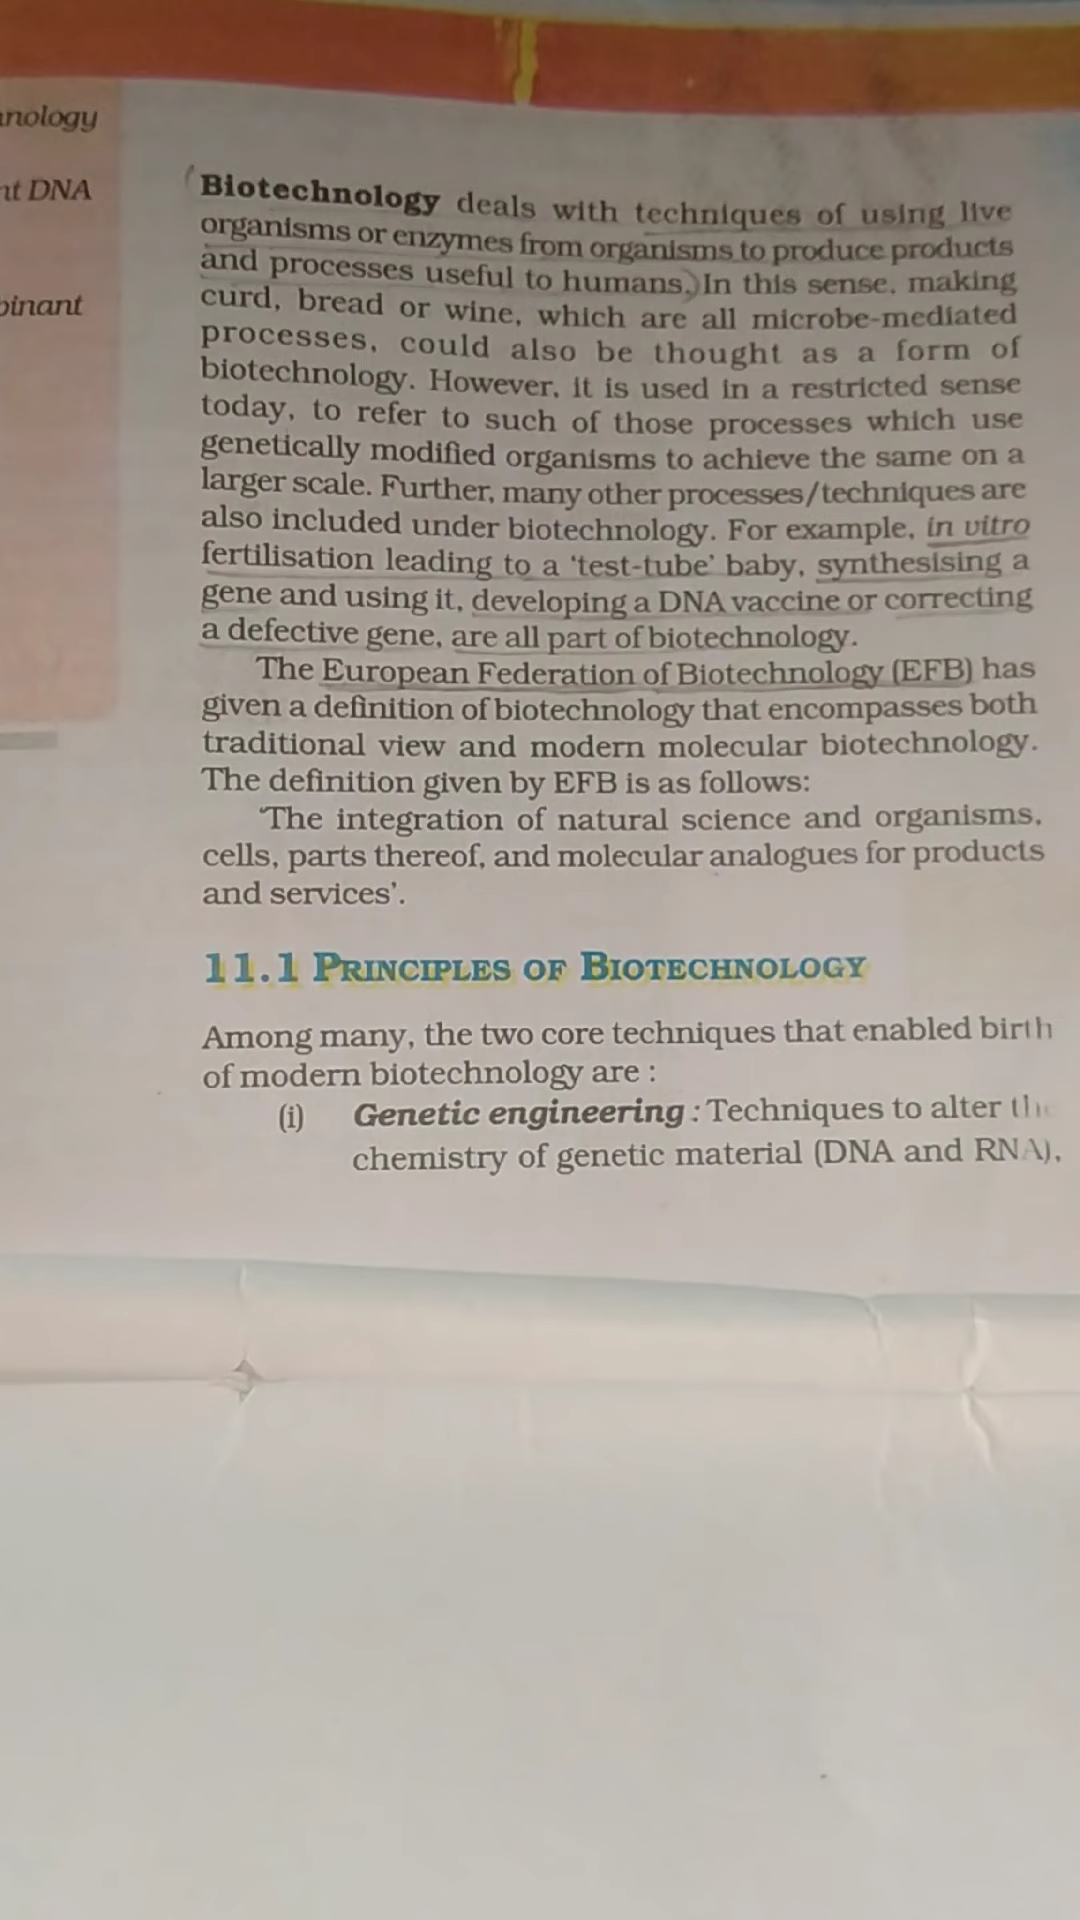 nology
nt DNA
binant
Biotechnology deals with techniques of using live
organisms or enzymes from organisms to produce products
and processes useful to humans. In this sense, making
curd, bread or wine, which are all microbe-mediated
processes, could also be thought as a form of
biotechnology. However, it is used in a restricted sense
today, to refer to such of those processes which use
genetically modified organisms to achieve the same on a
larger scale. Further, many other processes/techniques are
also included under biotechnology. For example, in vitro
fertilisation leading to a ‘test-tube’ baby, synthesising a
gene and using it, developing a DNA vaccine or correcting
a defective gene, are all part of biotechnology.
The European Federation of Biotechnology (EFB) has
given a definition of biotechnology that encompasses both
traditional view and modern molecular biotechnology.
The definition given by EFB is as follows:
‘The integration of natural science and organisms,
cells, parts thereof, and molecular analogues for products
and services’.
11.1 PRINCIPLES OF BIOTECHNOLOGY
Among many, the two core techniques that enabled birth
of modern biotechnology are :
(i) Genetic engineering : Techniques to alter the
chemistry of genetic material (DNA and RNA),